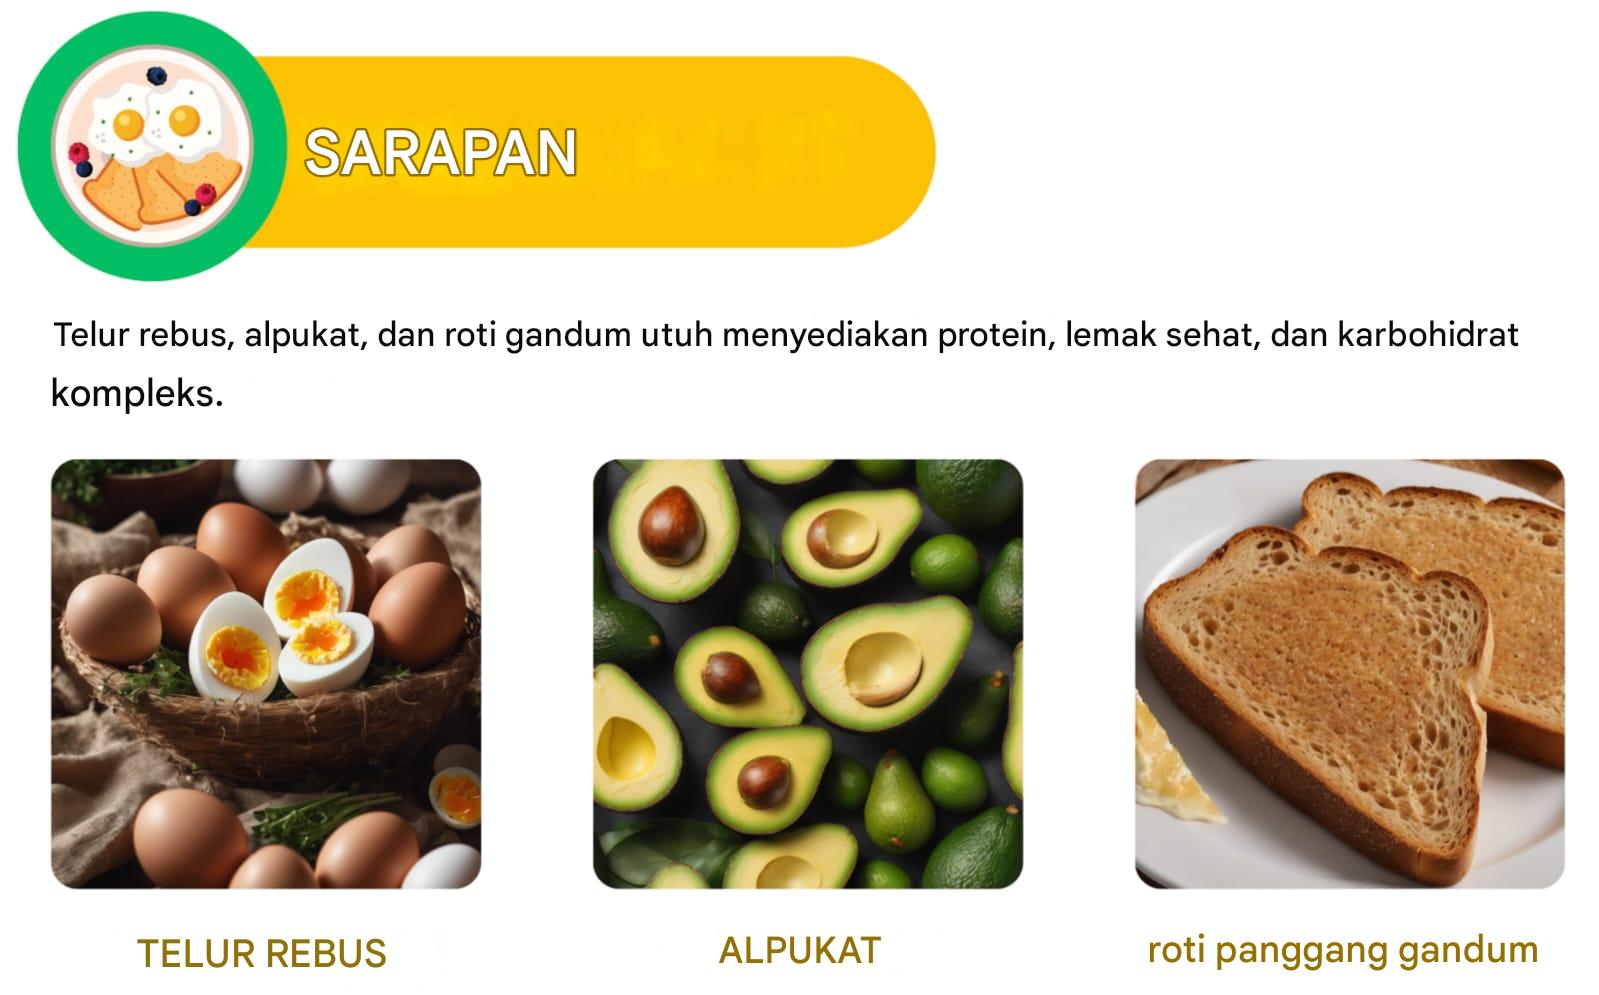 SARAPAN
Telur rebus, alpukat, dan roti gandum utuh menyediakan protein, lemak sehat, dan karbohidrat
kompleks.
TELUR REBUS
ALPUKAT
roti panggang gandum